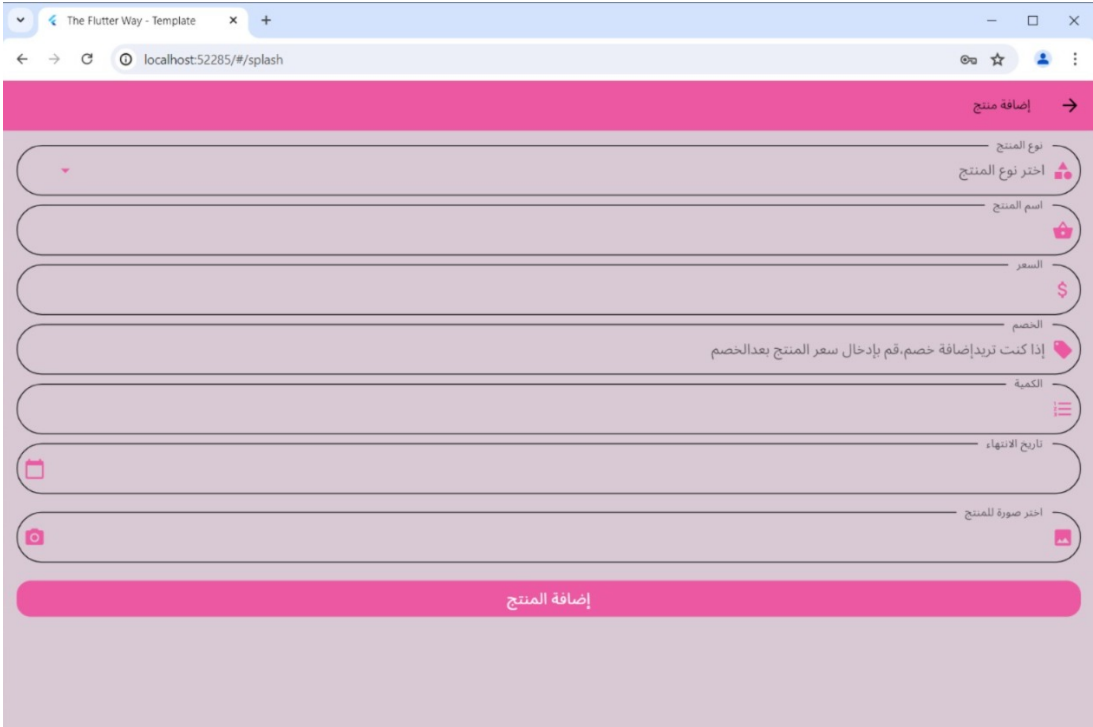 The Flutter Way - Template
localhost:52285/#/splash
إضافة منتج
نوع المنتج
اختر نوع المنتج
اسم المنتج
السعر
الخصم
إذا كنت تريدإضافة خصم،قم بإدخال سعر المنتج بعدالخصم
الكمية
تاريخ الانتهاء
اختر صورة للمنتج
إضافة المنتج